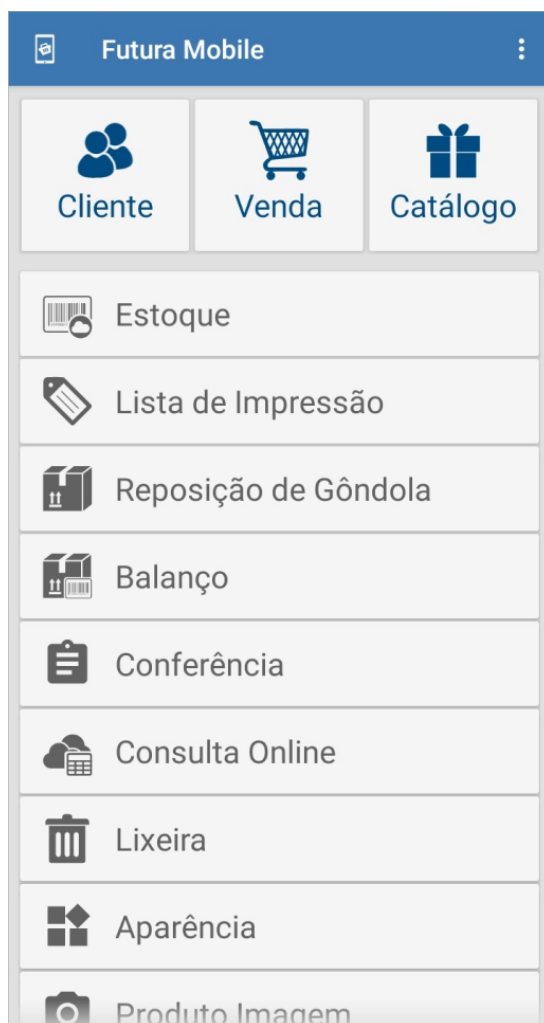 Futura Mobile
Cliente
Venda
Catálogo
Estoque
Lista de Impressão
Reposição de Gôndola
Balanço
Conferência
Consulta Online
Lixeira
Aparência
Produto Imagem